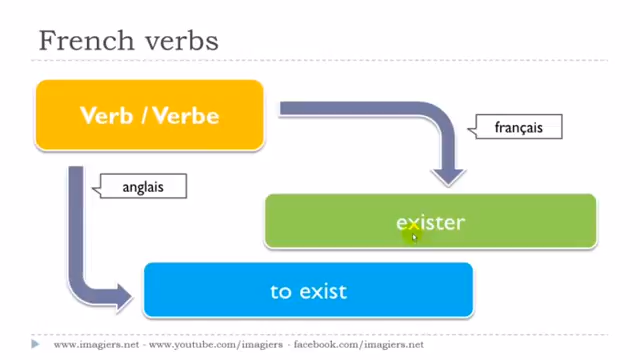 French verbs
Verb / Verbe
français
anglais
exister
to exist
www.imagiers.net - www.youtube.com/imagiers - facebook.com/imagiers.net